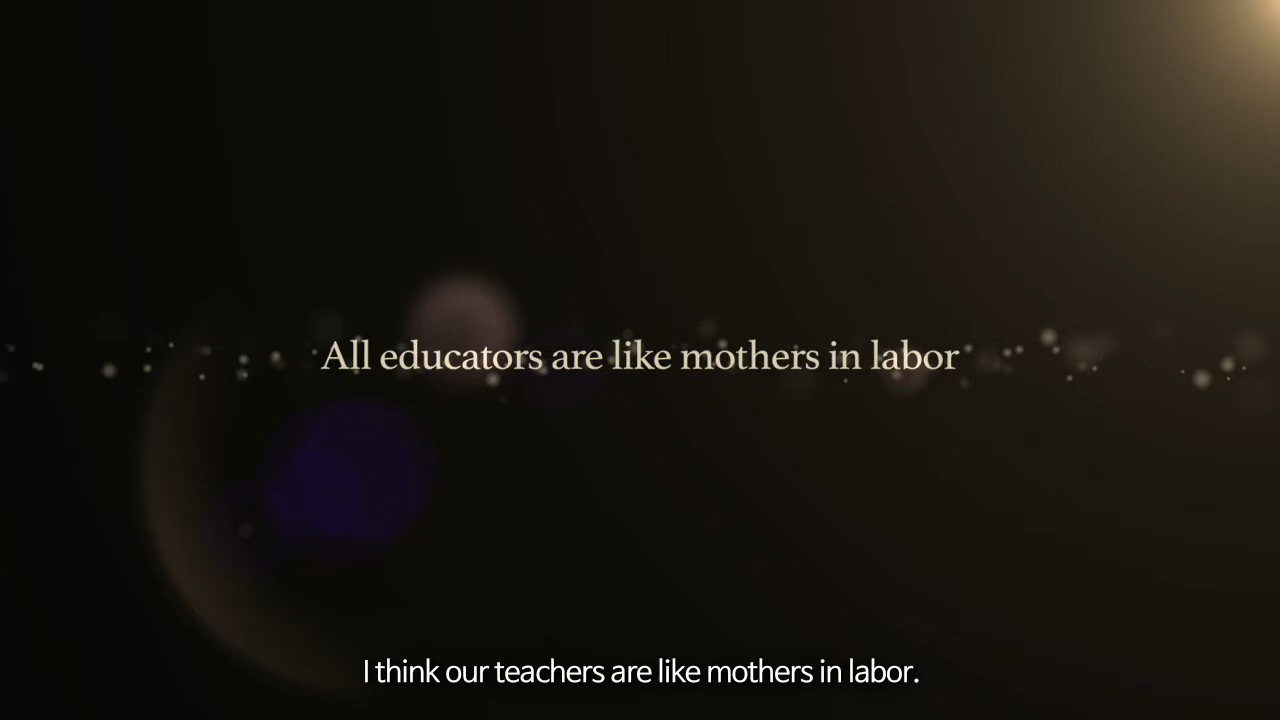 All educators are like mothers in labor
I think our teachers are like mothers in labor.